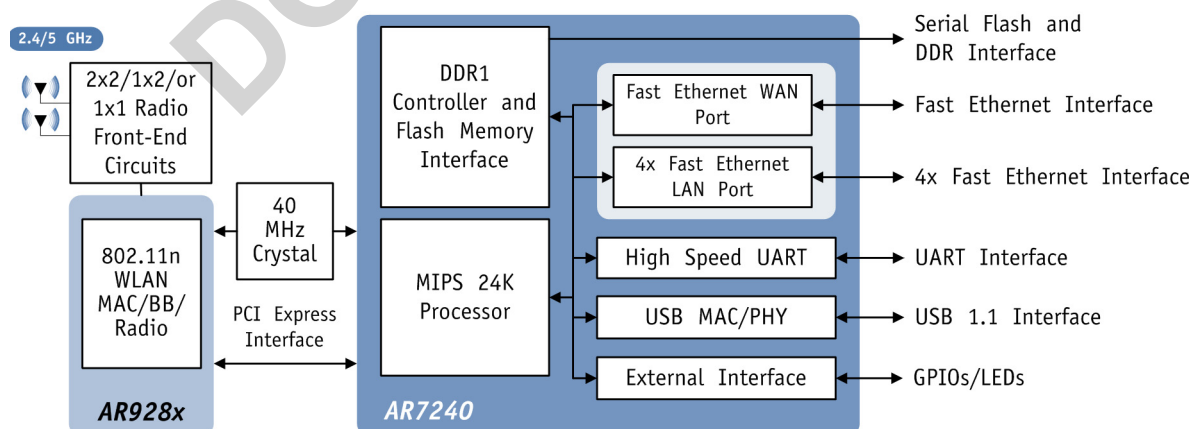 2.4/5 GHz
2x2/1x2/or
1x1 Radio
Front-End
Circuits
802.11n
WLAN
MAC/BB/
Radio
AR928x
40
MHz
Crystal
PCI Express
Interface
DDR1
Controller and
Flash Memory
Interface
MIPS 24K
Processor
AR7240
Fast Ethernet WAN
Port
4x Fast Ethernet
LAN Port
High Speed UART
USB MAC/PHY
External Interface
Serial Flash and
DDR Interface
Fast Ethernet Interface
4x Fast Ethernet Interface
UART Interface
USB 1.1 Interface
GPIOs/LEDs